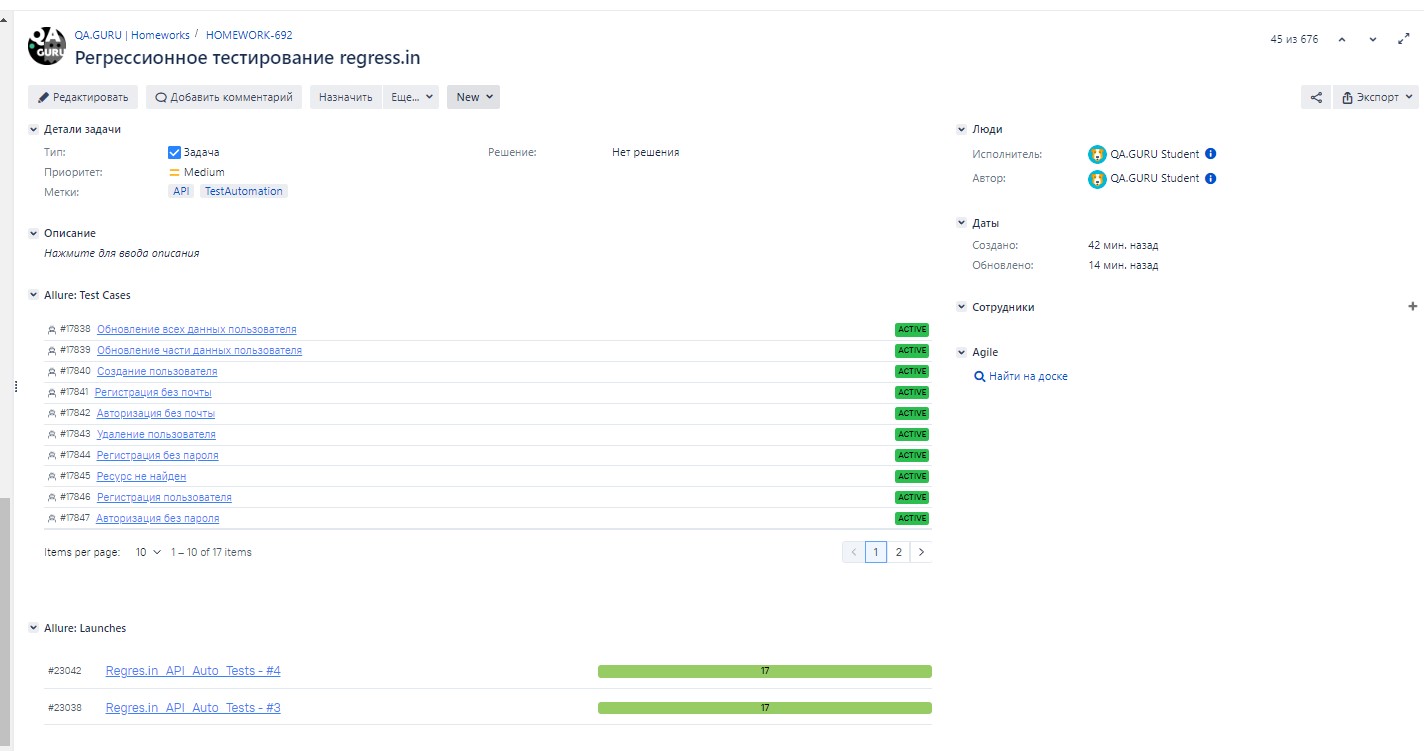 QA GURU
QA.GURU | Homeworks / HOMEWORK-692
Регрессионное тестирование regress.in
45 из 676
Редактировать Добавить комментарий Назначить Еще... New Экспорт
Детали задачи
Тип: Задача Решение: Нет решения
Приоритет: Medium
Метки: API TestAutomation
Описание
Нажмите для ввода описания
Allure: Test Cases
#17838 Обновление всех данных пользователя ACTIVE
#17839 Обновление части данных пользователя ACTIVE
#17840 Создание пользователя ACTIVE
#17841 Регистрация без почты ACTIVE
#17842 Авторизация без почты ACTIVE
#17843 Удаление пользователя ACTIVE
#17844 Регистрация без пароля ACTIVE
#17845 Ресурс не найден ACTIVE
#17846 Регистрация пользователя ACTIVE
#17847 Авторизация без пароля ACTIVE
Items per page: 10 1 – 10 of 17 items 1 2
Allure: Launches
#23042 Regres.in_API_Auto_Tests - #4 17
#23038 Regres.in_API_Auto_Tests - #3 17
Люди
Исполнитель: QA.GURU Student
Автор: QA.GURU Student
Даты
Создано: 42 мин. назад
Обновлено: 14 мин. назад
Сотрудники
Agile
Найти на доске